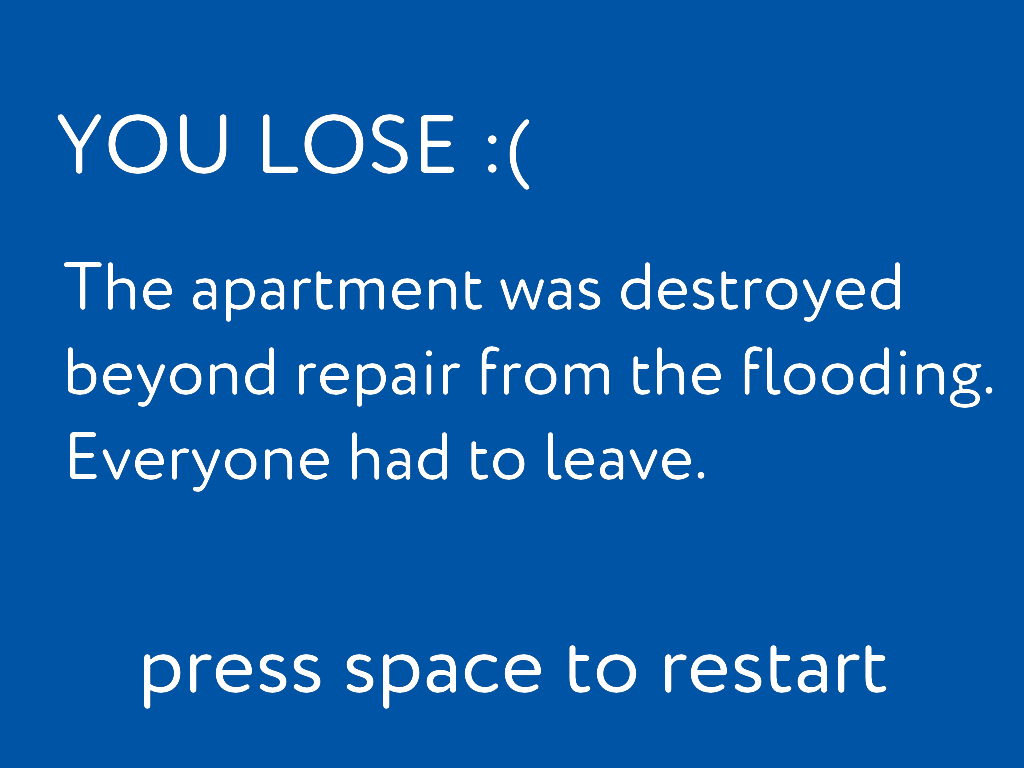 YOU LOSE :(
The apartment was destroyed
beyond repair from the flooding.
Everyone had to leave.
press space to restart